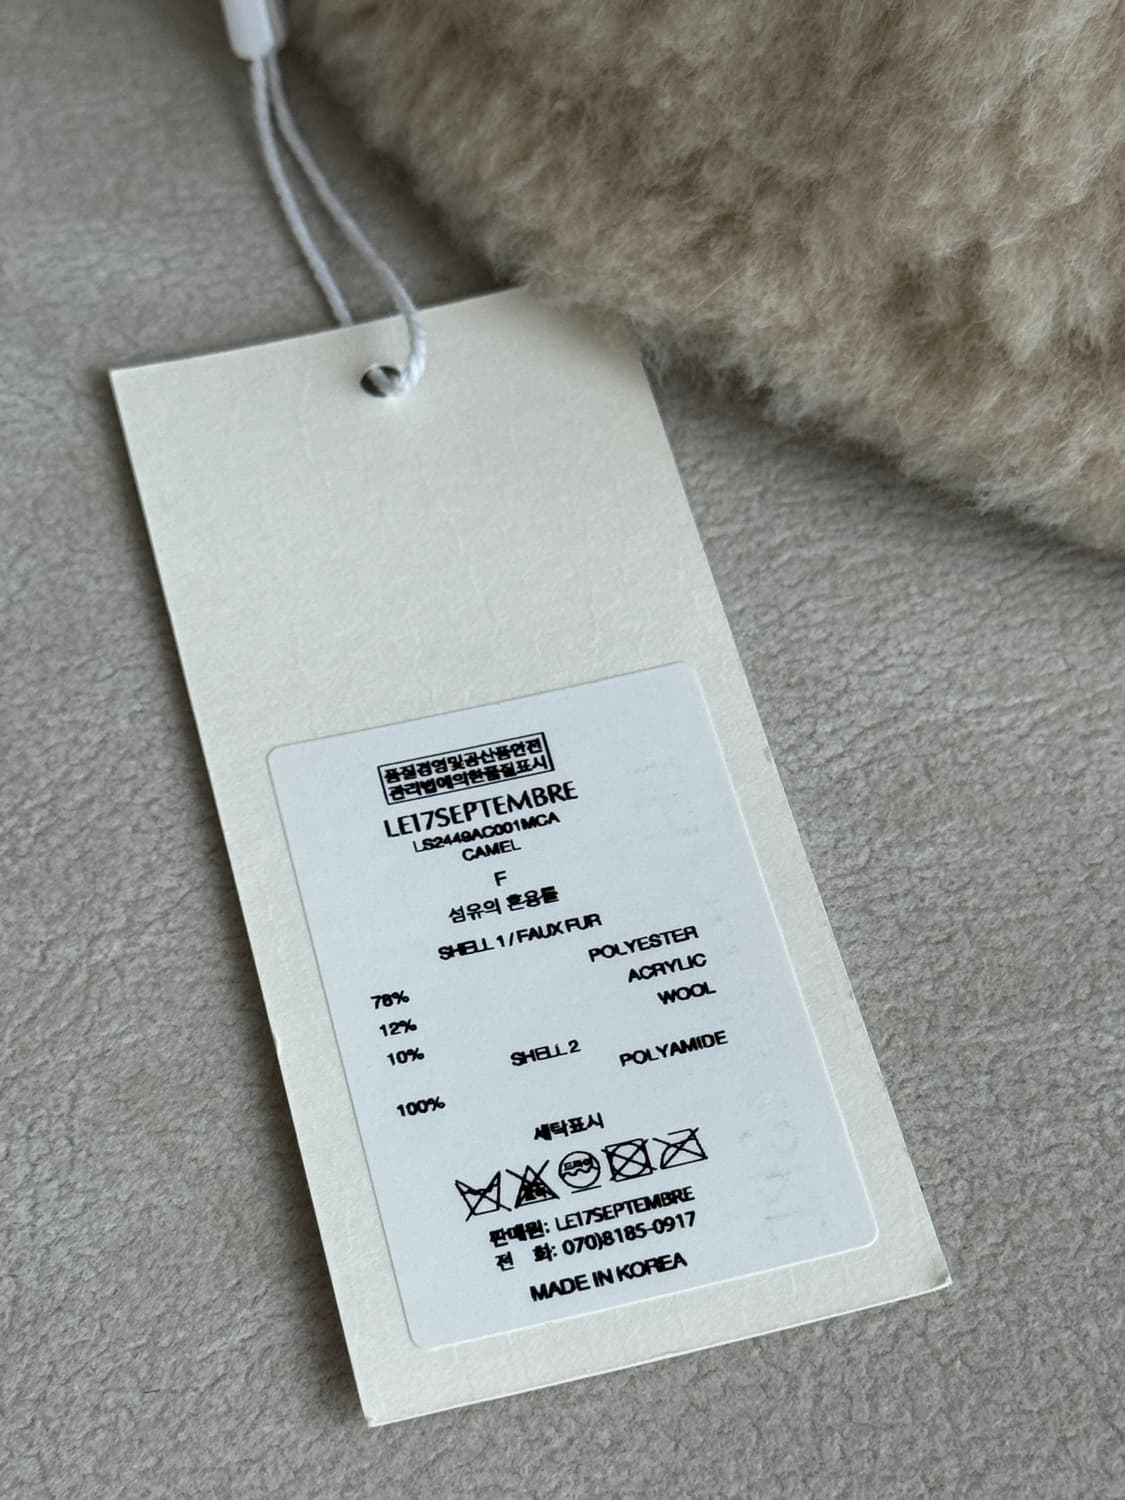 품질경영및공산품안전
관리법에의한품질표시
LE17SEPTEMBRE
LS2449AC001MCA
CAMEL
F
섬유의 혼용률
SHELL 1 / FAUX FUR
78% POLYESTER
12% ACRYLIC
10% WOOL
SHELL 2
100% POLYAMIDE
세탁표시
드라이
판매원: LE17SEPTEMBRE
전 화: 070)8185-0917
MADE IN KOREA